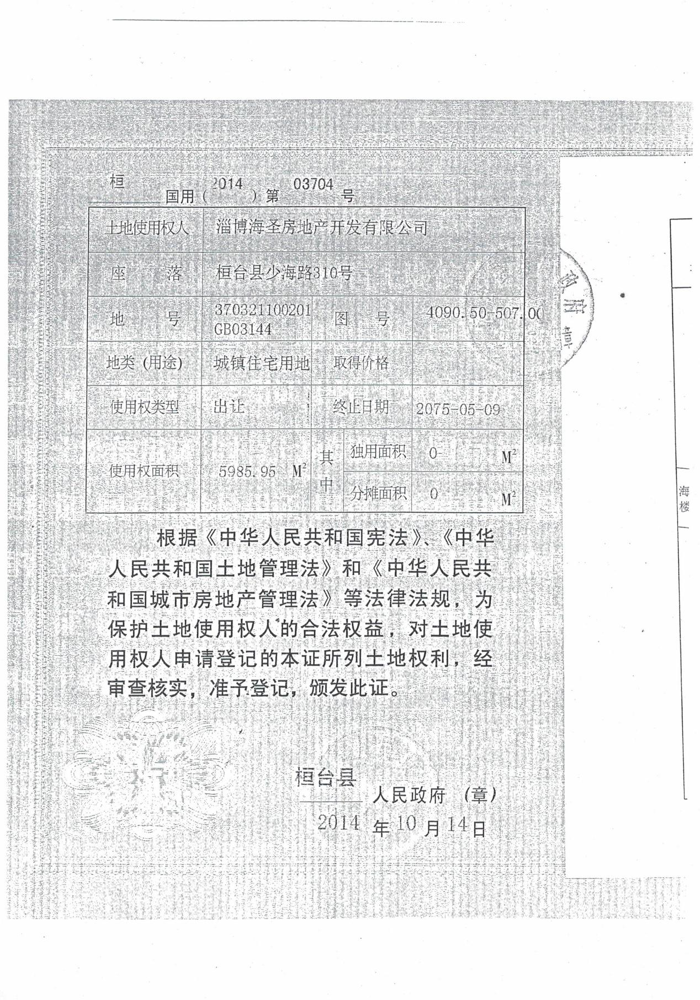 桓 国用（2014）第 03704 号
土地使用权人 淄博海圣房地产开发有限公司
座 落 桓台县少海路310号
地 号 370321100201
GB03144
图 号 4090.50-507.00
地类（用途） 城镇住宅用地 取得价格
使用权类型 出让 终止日期 2075-05-09
使用权面积 5985.95 M²
其中
独用面积 0 M²
分摊面积 0 M²
根据《中华人民共和国宪法》、《中华
人民共和国土地管理法》和《中华人民共
和国城市房地产管理法》等法律法规，为
保护土地使用权人的合法权益，对土地使
用权人申请登记的本证所列土地权利，经
审查核实，准予登记，颁发此证。
桓台县 人民政府 （章）
2014 年 10 月 14 日
章
海
楼